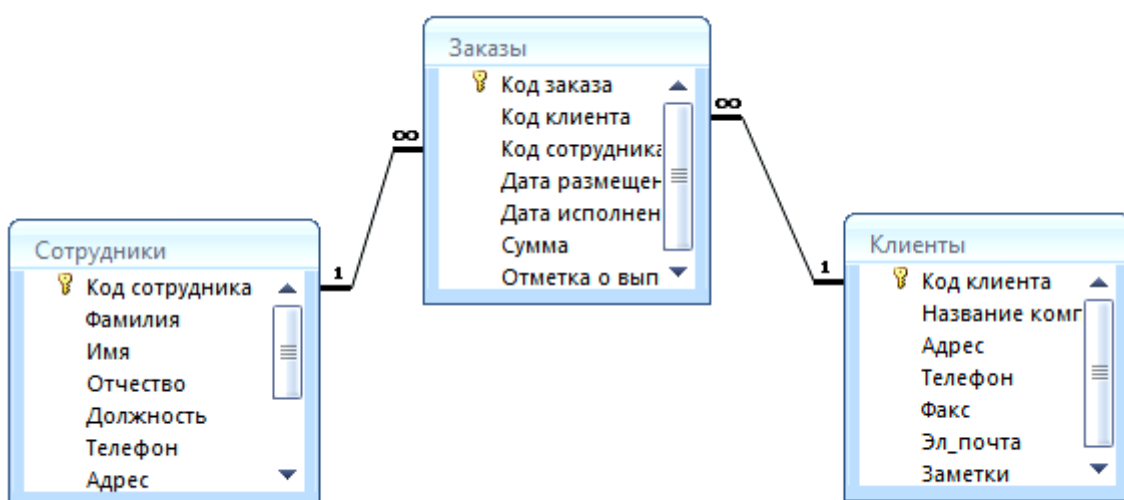 Заказы
Код заказа
Код клиента
Код сотрудника
Дата размещен
Дата исполнен
Сумма
Отметка о вып
∞
∞
1
1
Сотрудники
Код сотрудника
Фамилия
Имя
Отчество
Должность
Телефон
Адрес
Клиенты
Код клиента
Название комп
Адрес
Телефон
Факс
Эл_почта
Заметки